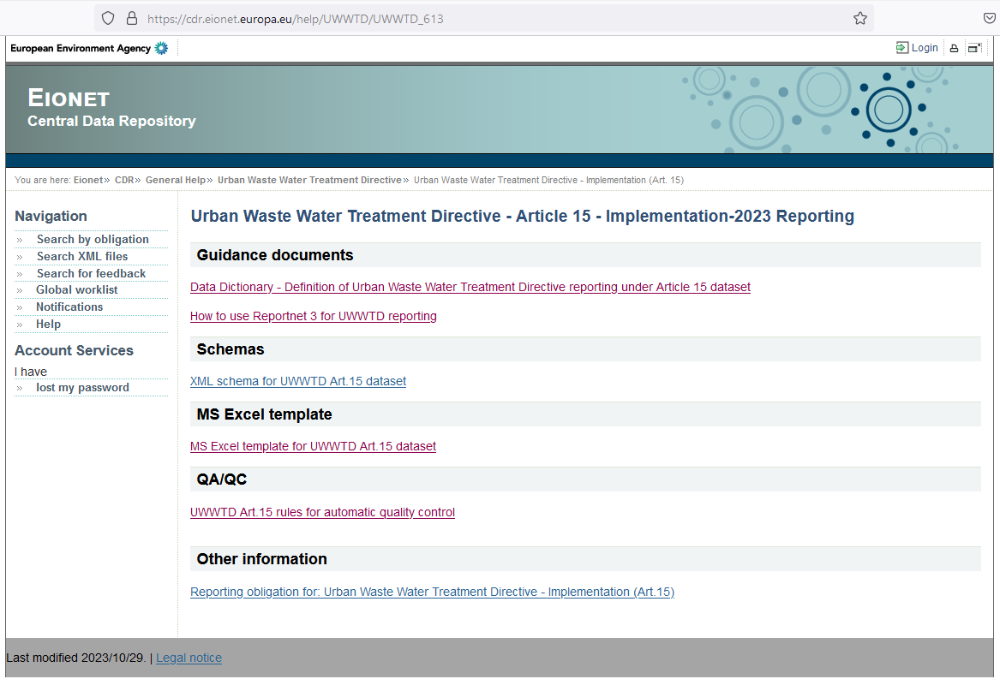 https://cdr.eionet.europa.eu/help/UWWTD/UWWTD_613
European Environment Agency
Login
EIONET
Central Data Repository
You are here: Eionet» CDR» General Help» Urban Waste Water Treatment Directive» Urban Waste Water Treatment Directive - Implementation (Art. 15)
Navigation
» Search by obligation
» Search XML files
» Search for feedback
» Global worklist
» Notifications
» Help
Account Services
I have
» lost my password
Urban Waste Water Treatment Directive - Article 15 - Implementation-2023 Reporting
Guidance documents
Data Dictionary - Definition of Urban Waste Water Treatment Directive reporting under Article 15 dataset
How to use Reportnet 3 for UWWTD reporting
Schemas
XML schema for UWWTD Art.15 dataset
MS Excel template
MS Excel template for UWWTD Art.15 dataset
QA/QC
UWWTD Art.15 rules for automatic quality control
Other information
Reporting obligation for: Urban Waste Water Treatment Directive - Implementation (Art.15)
Last modified 2023/10/29. | Legal notice